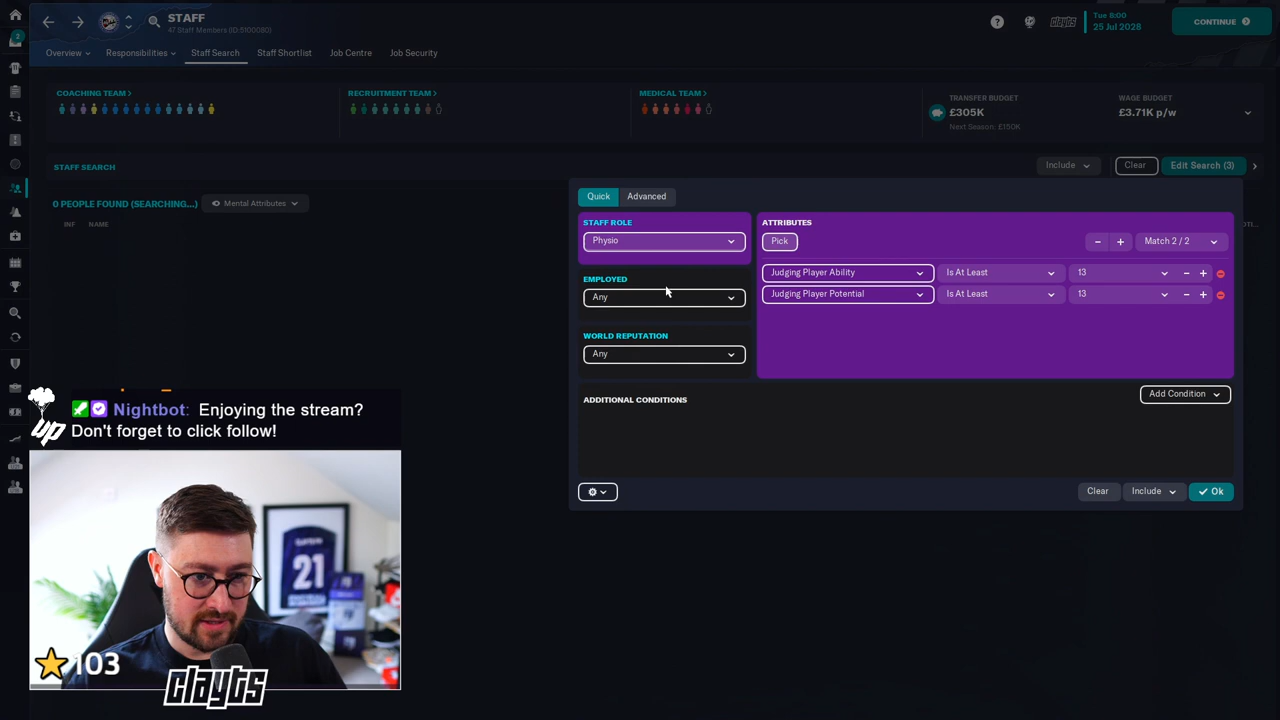 STAFF
47 Staff Members (ID:5100080)
Tue 8:00
25 Jul 2028
CONTINUE
2
Overview
Responsibilities
Staff Search
Staff Shortlist
Job Centre
Job Security
COACHING TEAM
RECRUITMENT TEAM
MEDICAL TEAM
TRANSFER BUDGET
£305K
Next Season: £150K
WAGE BUDGET
£3.71K p/w
STAFF SEARCH
Include
Clear
Edit Search (3)
0 PEOPLE FOUND (SEARCHING...)
Mental Attributes
INF
NAME
Quick
Advanced
STAFF ROLE
Physio
EMPLOYED
Any
WORLD REPUTATION
Any
ATTRIBUTES
Pick
Match 2 / 2
Judging Player Ability
Is At Least
13
Judging Player Potential
Is At Least
13
ADDITIONAL CONDITIONS
Add Condition
Clear
Include
Ok
Nightbot: Enjoying the stream?
Don't forget to click follow!
UP
21
103
clayts